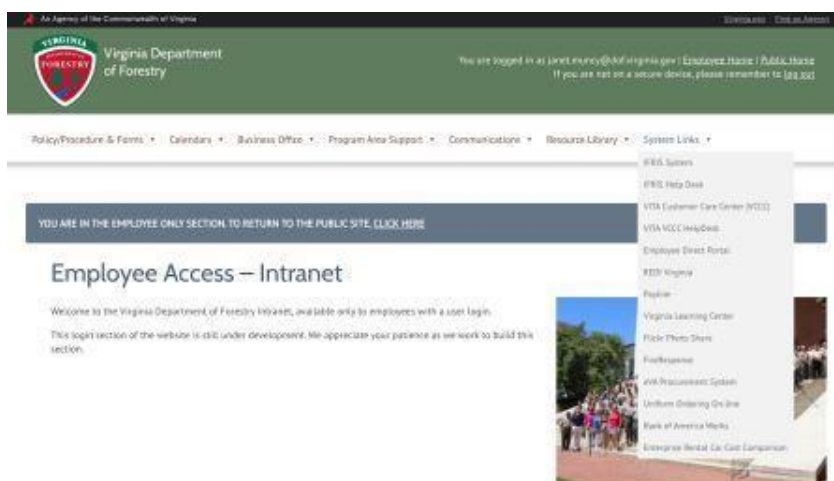 An Agency of the Commonwealth of Virginia
Virginia.gov Find an Agency
VIRGINIA
FORESTRY
Virginia Department
of Forestry
You are logged in as janet.muncy@dof.virginia.gov | Employee Home | Public Home
If you are not on a secure device, please remember to log out
Policy/Procedure & Forms Calendars Business Office Program Area Support Communications Resource Library System Links
IFRIS System
IFRIS Help Desk
VITA Customer Care Center (VCCC)
VITA VCCC HelpDesk
Employee Direct Portal
REDI Virginia
Payline
Virginia Learning Center
Flickr Photo Share
FireResponse
eVA Procurement System
Uniform Ordering On-line
Bank of America Works
Enterprise Rental Car Cost Comparison
YOU ARE IN THE EMPLOYEE ONLY SECTION. TO RETURN TO THE PUBLIC SITE, CLICK HERE
Employee Access – Intranet
Welcome to the Virginia Department of Forestry Intranet, available only to employees with a user login.
This login section of the website is still under development. We appreciate your patience as we work to build this
section.